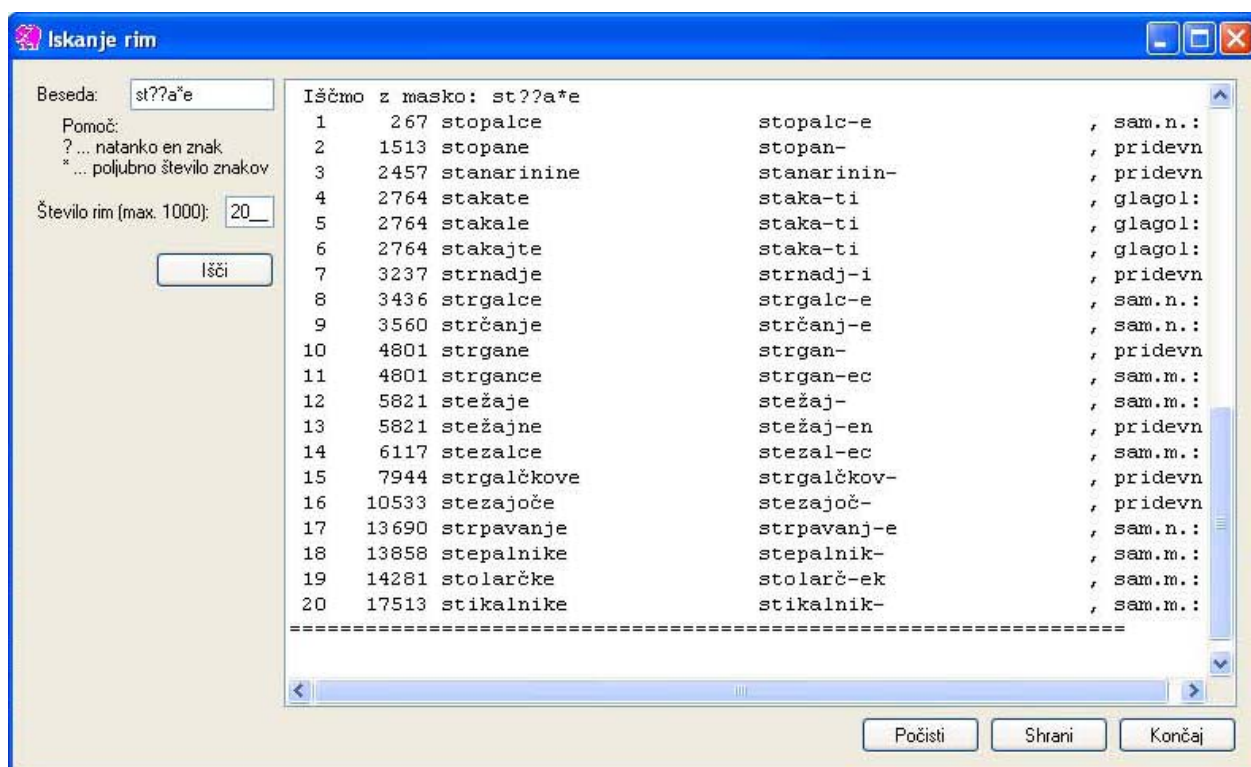 Iskanje rim
Beseda: st??a*e
Pomoč:
? ... natanko en znak
* ... poljubno število znakov
Število rim (max. 1000): 20__
Išči
Iščmo z masko: st??a*e
1 267 stopalce stopalc-e , sam.n.:
2 1513 stopane stopan- , pridevn
3 2457 stanarinine stanarinin- , pridevn
4 2764 stakate staka-ti , glagol:
5 2764 stakale staka-ti , glagol:
6 2764 stakajte staka-ti , glagol:
7 3237 strnadje strnadj-i , pridevn
8 3436 strgalce strgalc-e , sam.n.:
9 3560 strčanje strčanj-e , sam.n.:
10 4801 strgane strgan- , pridevn
11 4801 strgance strgan-ec , sam.m.:
12 5821 stežaje stežaj- , sam.m.:
13 5821 stežajne stežaj-en , pridevn
14 6117 stezalce stezal-ec , sam.m.:
15 7944 strgalčkove strgalčkov- , pridevn
16 10533 stezajoče stezajoč- , pridevn
17 13690 strpavanje strpavanj-e , sam.n.:
18 13858 stepalnike stepalnik- , sam.m.:
19 14281 stolarčke stolarč-ek , sam.m.:
20 17513 stikalnike stikalnik- , sam.m.:
==================================================================
Počisti Shrani Končaj